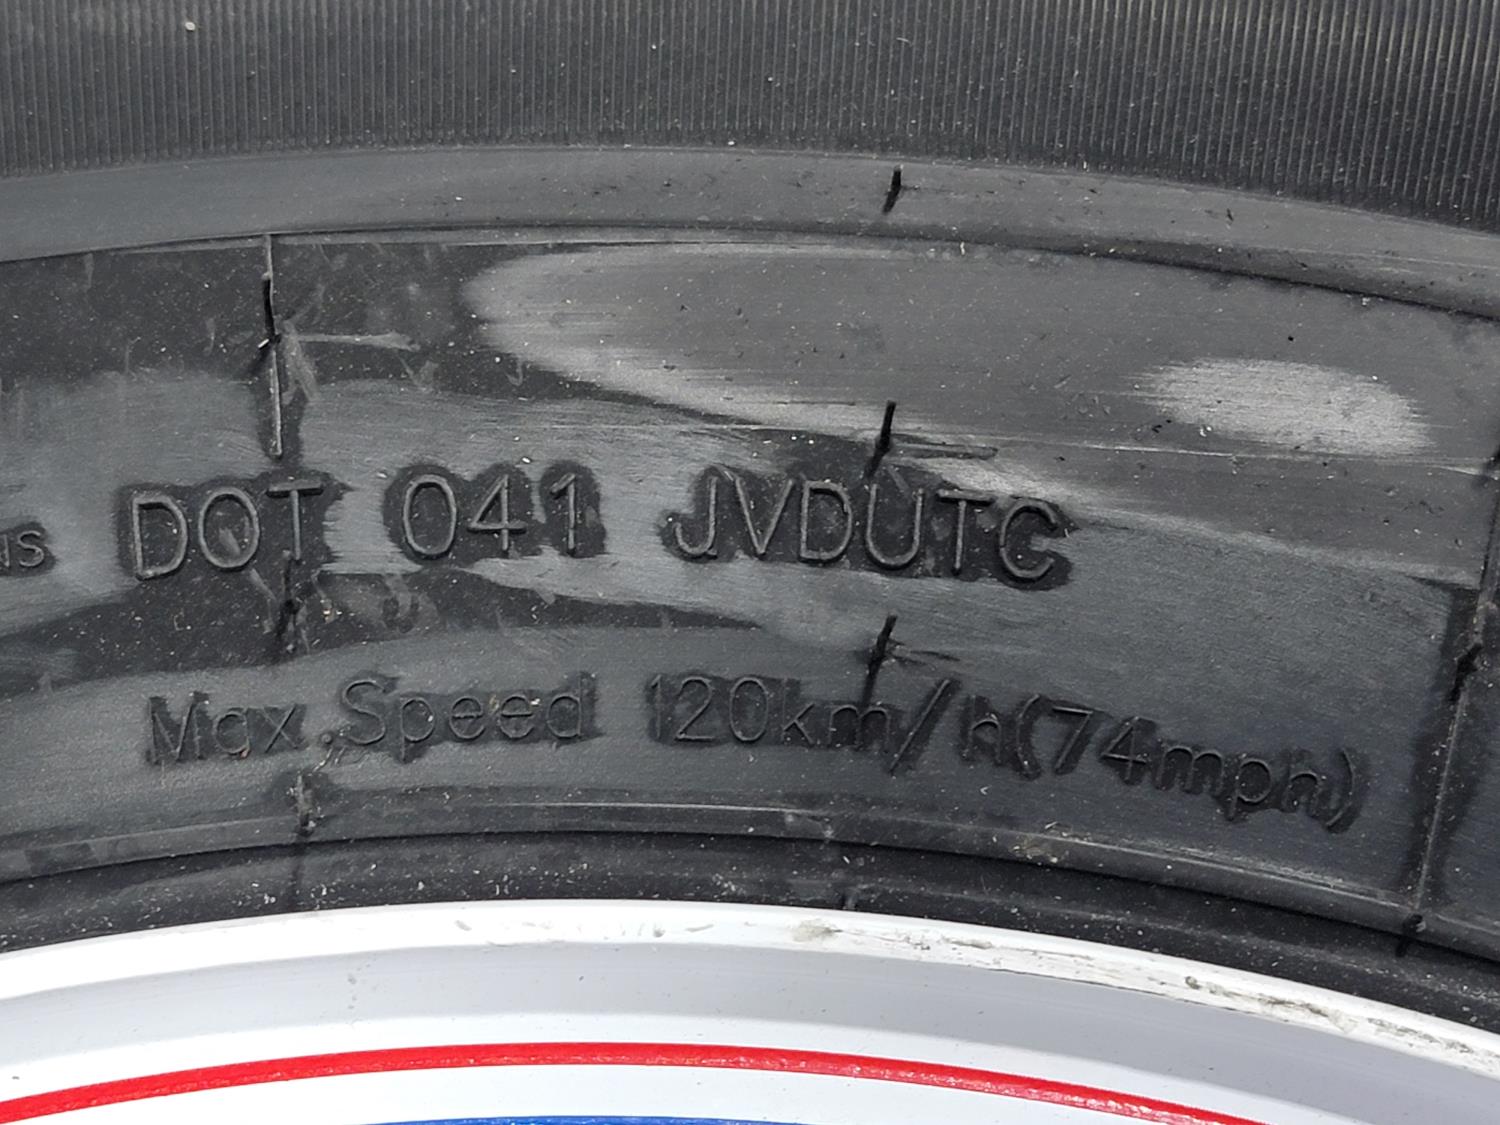 DOT 041 JVDUTC
Max.Speed 120km/h(74mph)